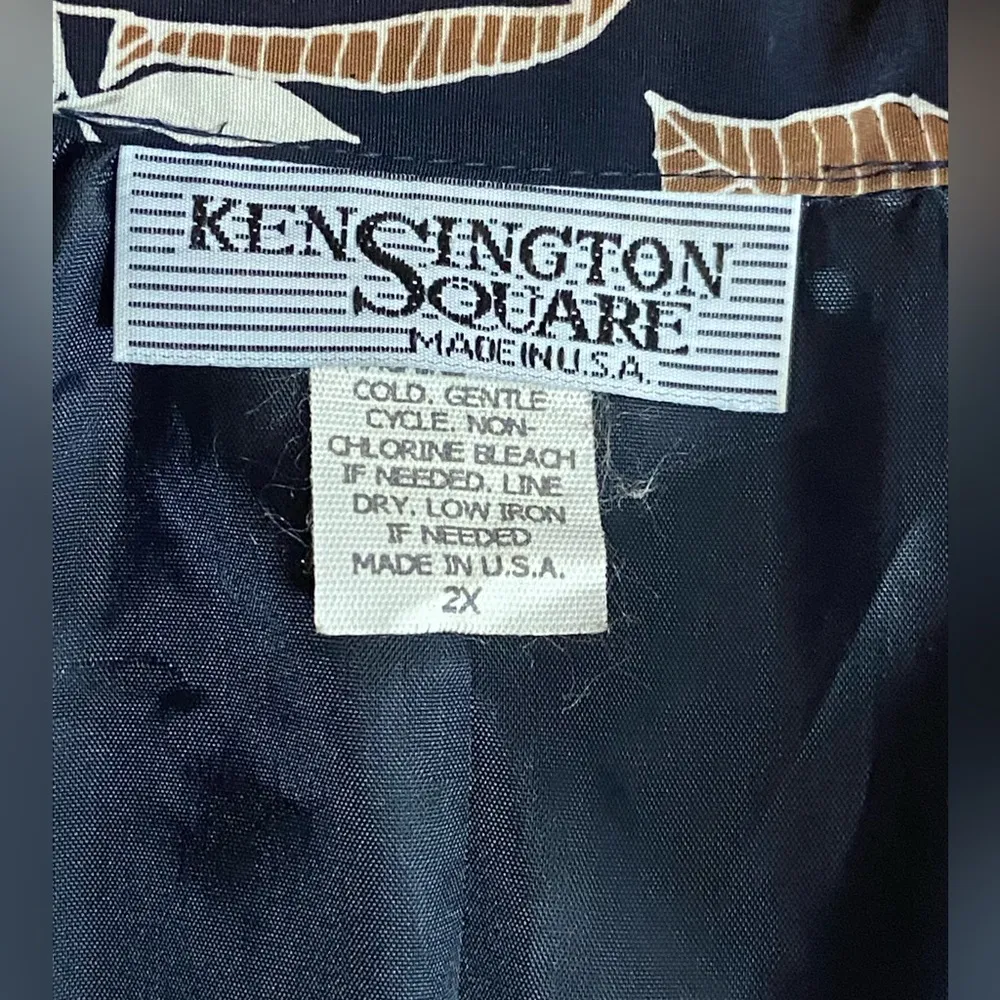 KENSINGTON
SQUARE
MADE IN U.S.A.
COLD. GENTLE
CYCLE. NON-
CHLORINE BLEACH
IF NEEDED. LINE
DRY. LOW IRON
IF NEEDED
MADE IN U.S.A.
2X